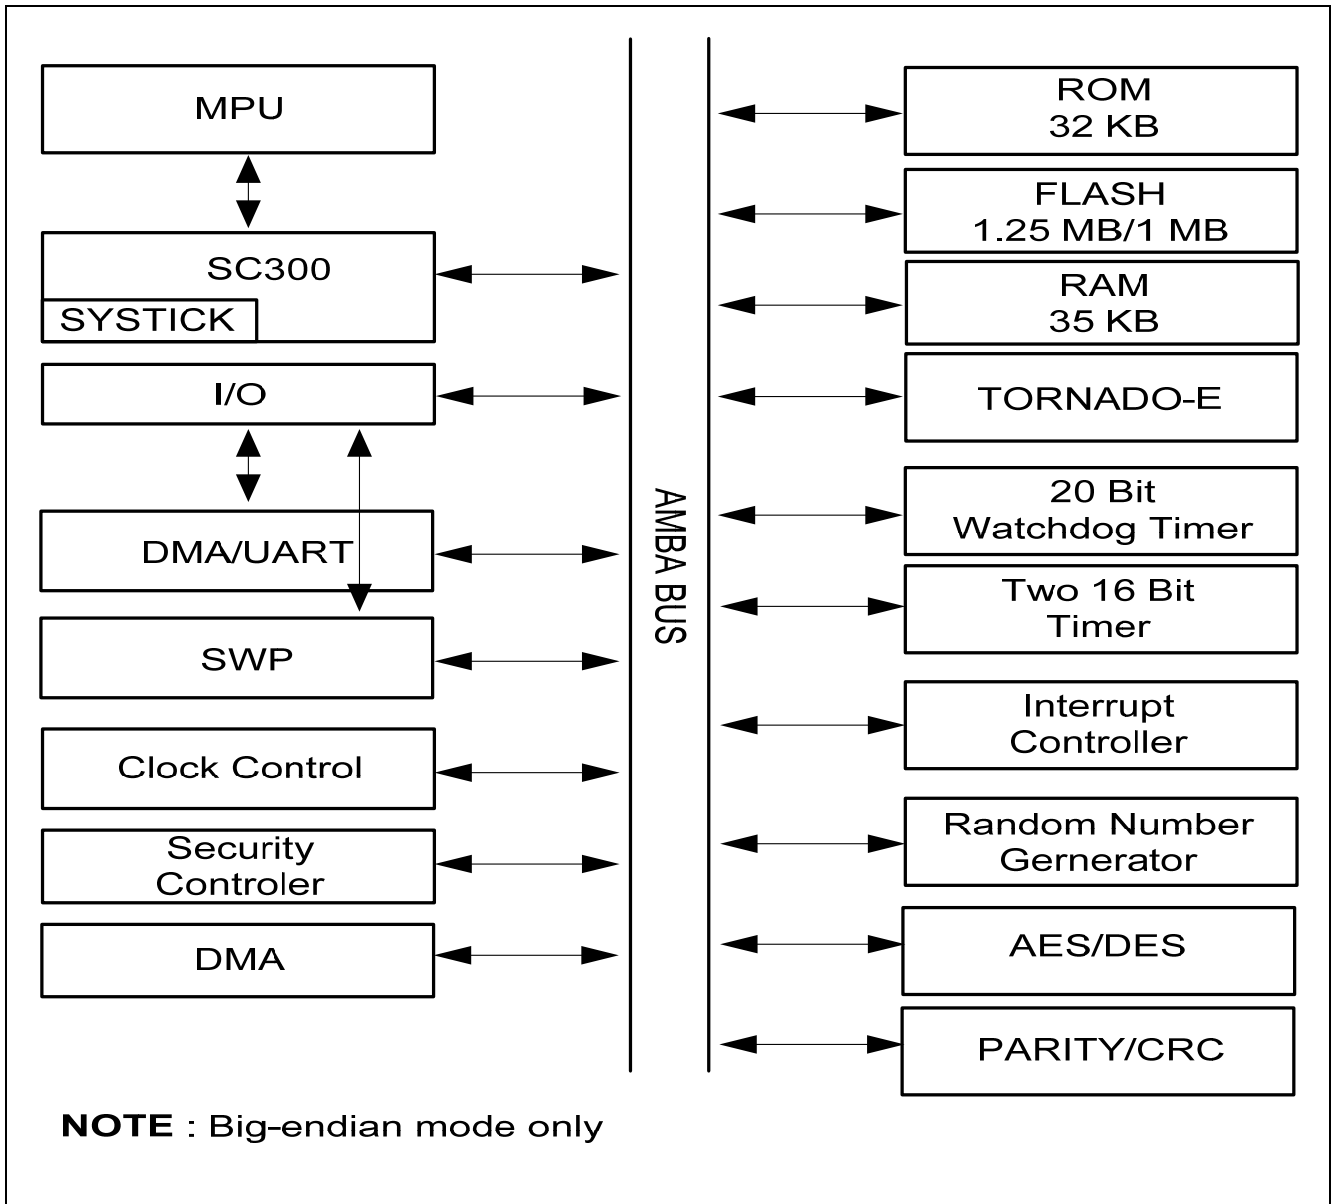 MPU
SC300
SYSTICK
I/O
DMA/UART
SWP
Clock Control
Security
Controler
DMA
AMBA BUS
ROM
32 KB
FLASH
1.25 MB/1 MB
RAM
35 KB
TORNADO-E
20 Bit
Watchdog Timer
Two 16 Bit
Timer
Interrupt
Controller
Random Number
Gernerator
AES/DES
PARITY/CRC
NOTE : Big-endian mode only